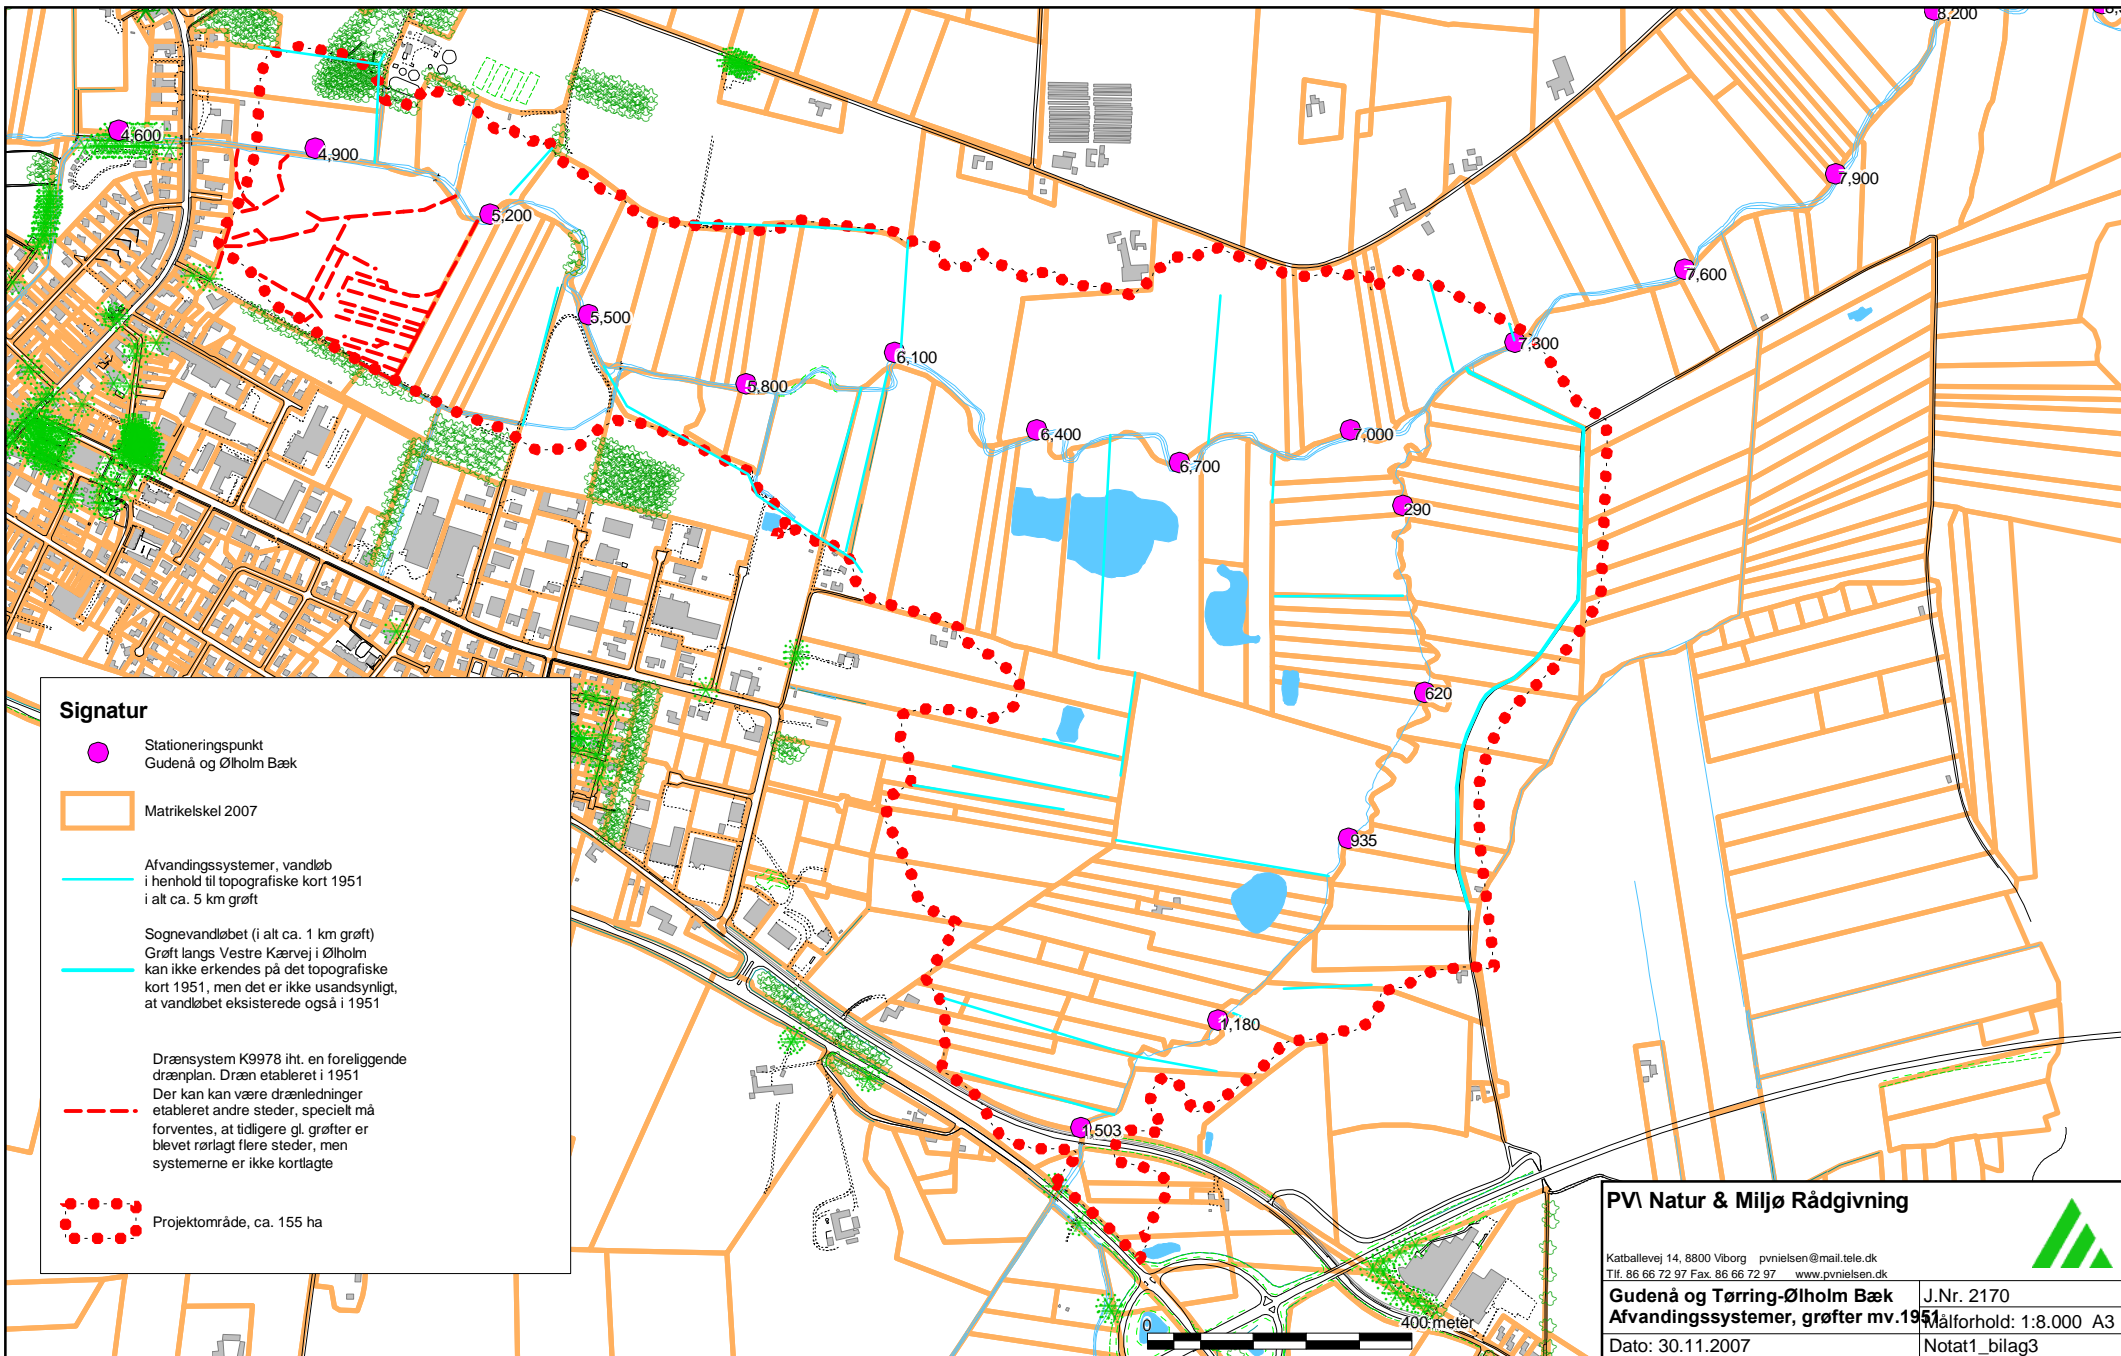 8,200
4,600
4,900
7,900
5,200
7,600
5,500
7,300
6,100
5,800
6,400
7,000
6,700
290
620
935
1,180
1,503
Signatur
Stationeringspunkt
Gudenå og Ølholm Bæk
Matrikelskel 2007
Afvandingssystemer, vandløb
i henhold til topografiske kort 1951
i alt ca. 5 km grøft
Sognevandløbet (i alt ca. 1 km grøft)
Grøft langs Vestre Kærvej i Ølholm
kan ikke erkendes på det topografiske
kort 1951, men det er ikke usandsynligt,
at vandløbet eksisterede også i 1951
Drænsystem K9978 iht. en foreliggende
drænplan. Dræn etableret i 1951
Der kan kan være drænledninger
etableret andre steder, specielt må
forventes, at tidligere gl. grøfter er
blevet rørlagt flere steder, men
systemerne er ikke kortlagte
Projektområde, ca. 155 ha
0
400 meter
PV\ Natur & Miljø Rådgivning
Katballevej 14, 8800 Viborg pvnielsen@mail.tele.dk
Tlf. 86 66 72 97 Fax. 86 66 72 97 www.pvnielsen.dk
Gudenå og Tørring-Ølholm Bæk
Afvandingssystemer, grøfter mv.1951
J.Nr. 2170
Målforhold: 1:8.000 A3
Dato: 30.11.2007
Notat1_bilag3